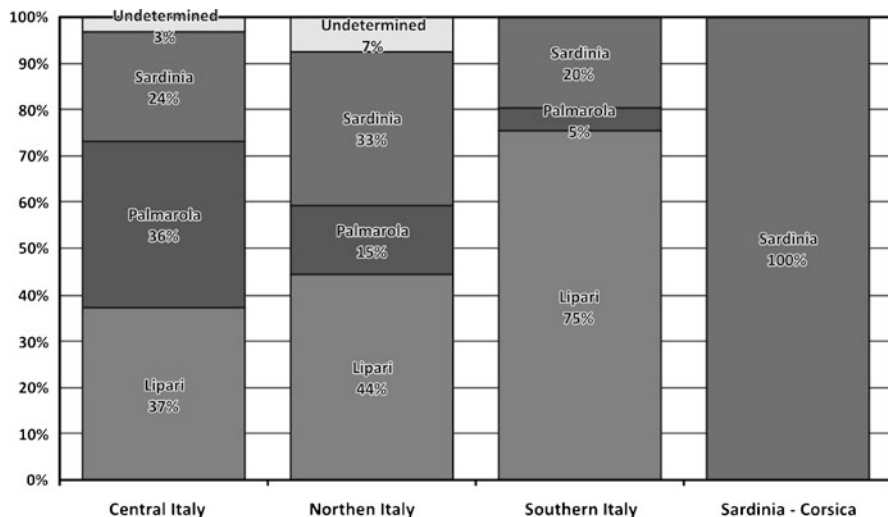 100%
90%
80%
70%
60%
50%
40%
30%
20%
10%
0%
Undetermined
3%
Sardinia
24%
Palmarola
36%
Lipari
37%
Undetermined
7%
Sardinia
33%
Palmarola
15%
Lipari
44%
Sardinia
20%
Palmarola
5%
Lipari
75%
Sardinia
100%
Central Italy
Northen Italy
Southern Italy
Sardinia - Corsica